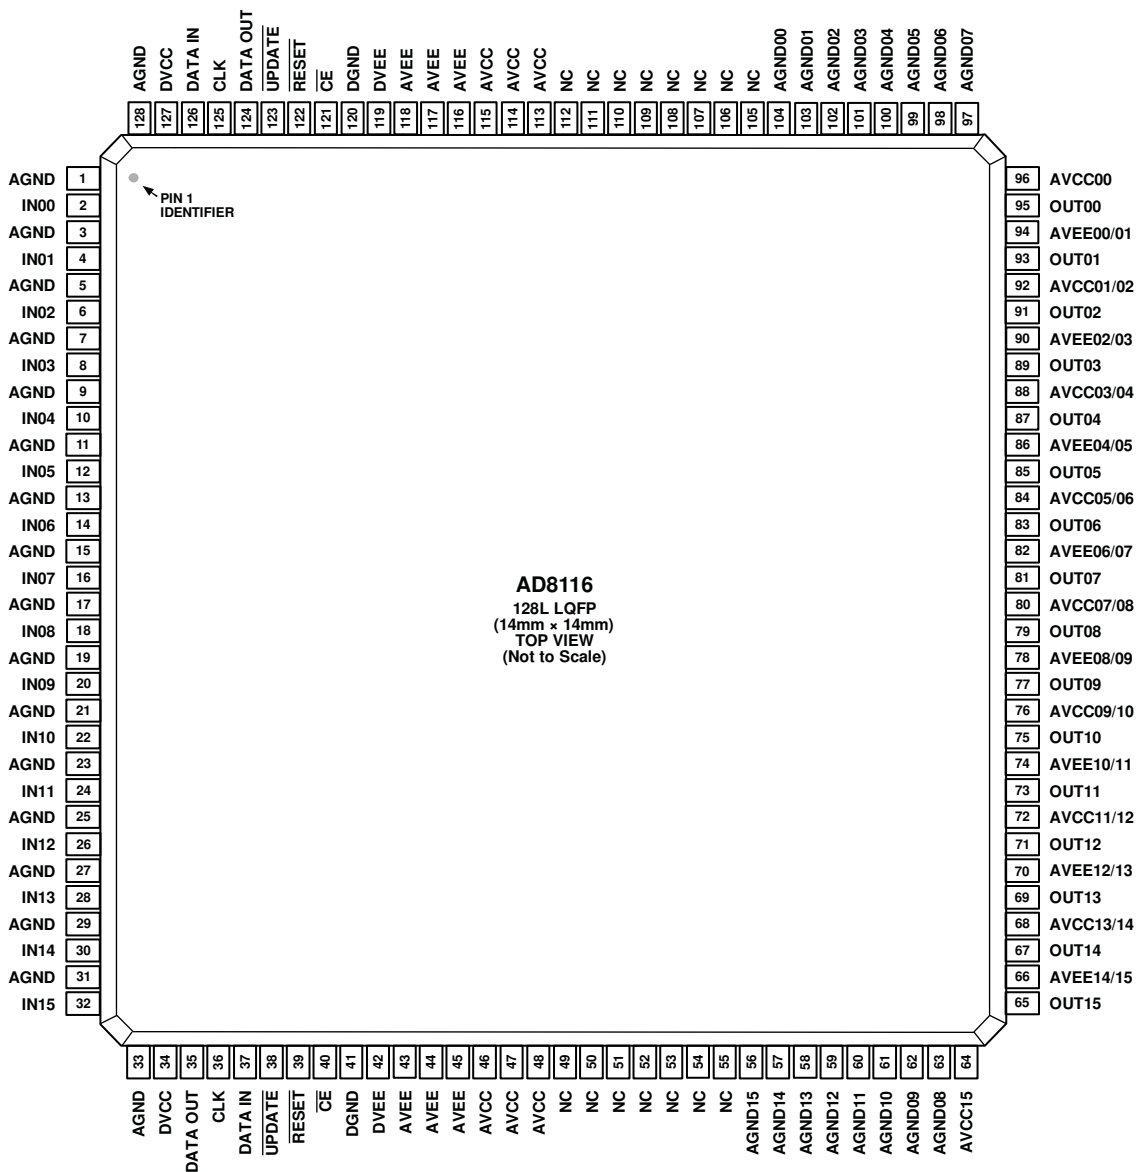 AGND DVCC DATA IN CLK DATA OUT UPDATE RESET CE DGND DVEE AVEE AVEE AVEE AVCC AVCC AVCC NC NC NC NC NC NC NC NC AGND00 AGND01 AGND02 AGND03 AGND04 AGND05 AGND06 AGND07
128 127 126 125 124 123 122 121 120 119 118 117 116 115 114 113 112 111 110 109 108 107 106 105 104 103 102 101 100 99 98 97
AGND 1
IN00 2
AGND 3
IN01 4
AGND 5
IN02 6
AGND 7
IN03 8
AGND 9
IN04 10
AGND 11
IN05 12
AGND 13
IN06 14
AGND 15
IN07 16
AGND 17
IN08 18
AGND 19
IN09 20
AGND 21
IN10 22
AGND 23
IN11 24
AGND 25
IN12 26
AGND 27
IN13 28
AGND 29
IN14 30
AGND 31
IN15 32
PIN 1
IDENTIFIER
AD8116
128L LQFP
(14mm × 14mm)
TOP VIEW
(Not to Scale)
96 AVCC00
95 OUT00
94 AVEE00/01
93 OUT01
92 AVCC01/02
91 OUT02
90 AVEE02/03
89 OUT03
88 AVCC03/04
87 OUT04
86 AVEE04/05
85 OUT05
84 AVCC05/06
83 OUT06
82 AVEE06/07
81 OUT07
80 AVCC07/08
79 OUT08
78 AVEE08/09
77 OUT09
76 AVCC09/10
75 OUT10
74 AVEE10/11
73 OUT11
72 AVCC11/12
71 OUT12
70 AVEE12/13
69 OUT13
68 AVCC13/14
67 OUT14
66 AVEE14/15
65 OUT15
33 34 35 36 37 38 39 40 41 42 43 44 45 46 47 48 49 50 51 52 53 54 55 56 57 58 59 60 61 62 63 64
AGND DVCC DATA OUT CLK DATA IN UPDATE RESET CE DGND DVEE AVEE AVEE AVEE AVCC AVCC AVCC NC NC NC NC NC NC NC AGND15 AGND14 AGND13 AGND12 AGND11 AGND10 AGND09 AGND08 AVCC15